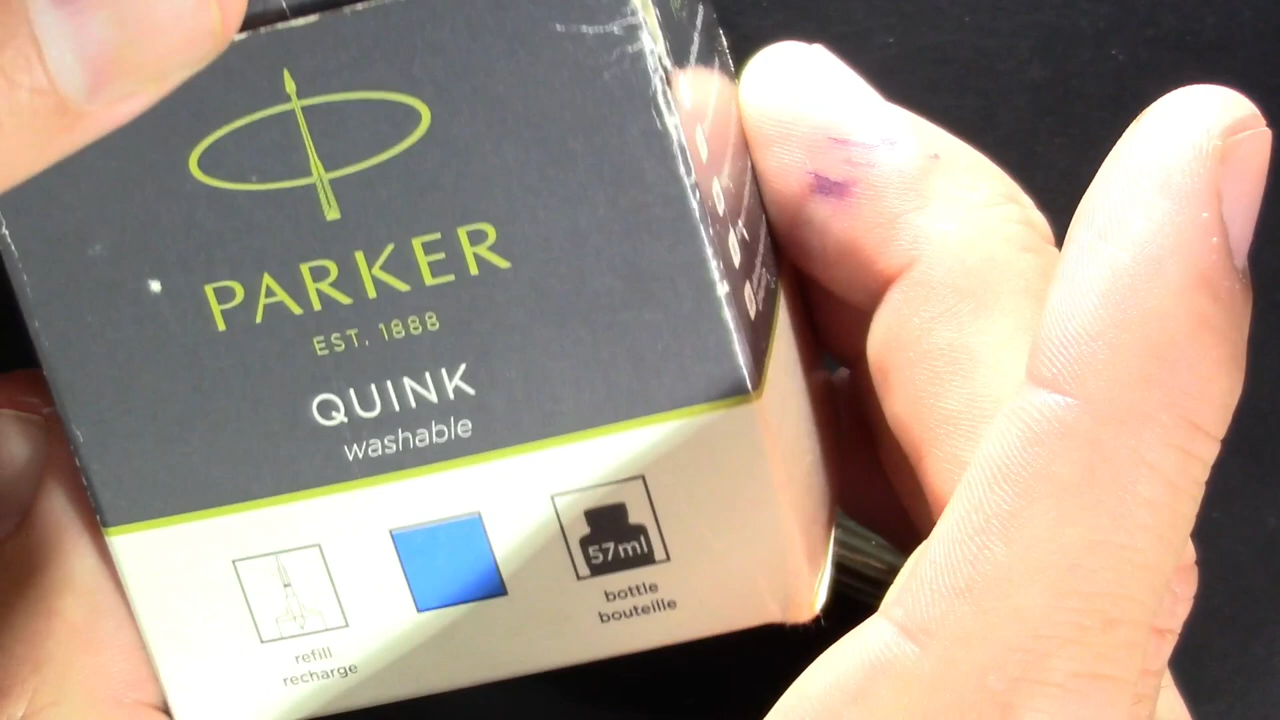 PARKER
EST. 1888
QUINK
washable
57ml
refill
recharge
bottle
bouteille